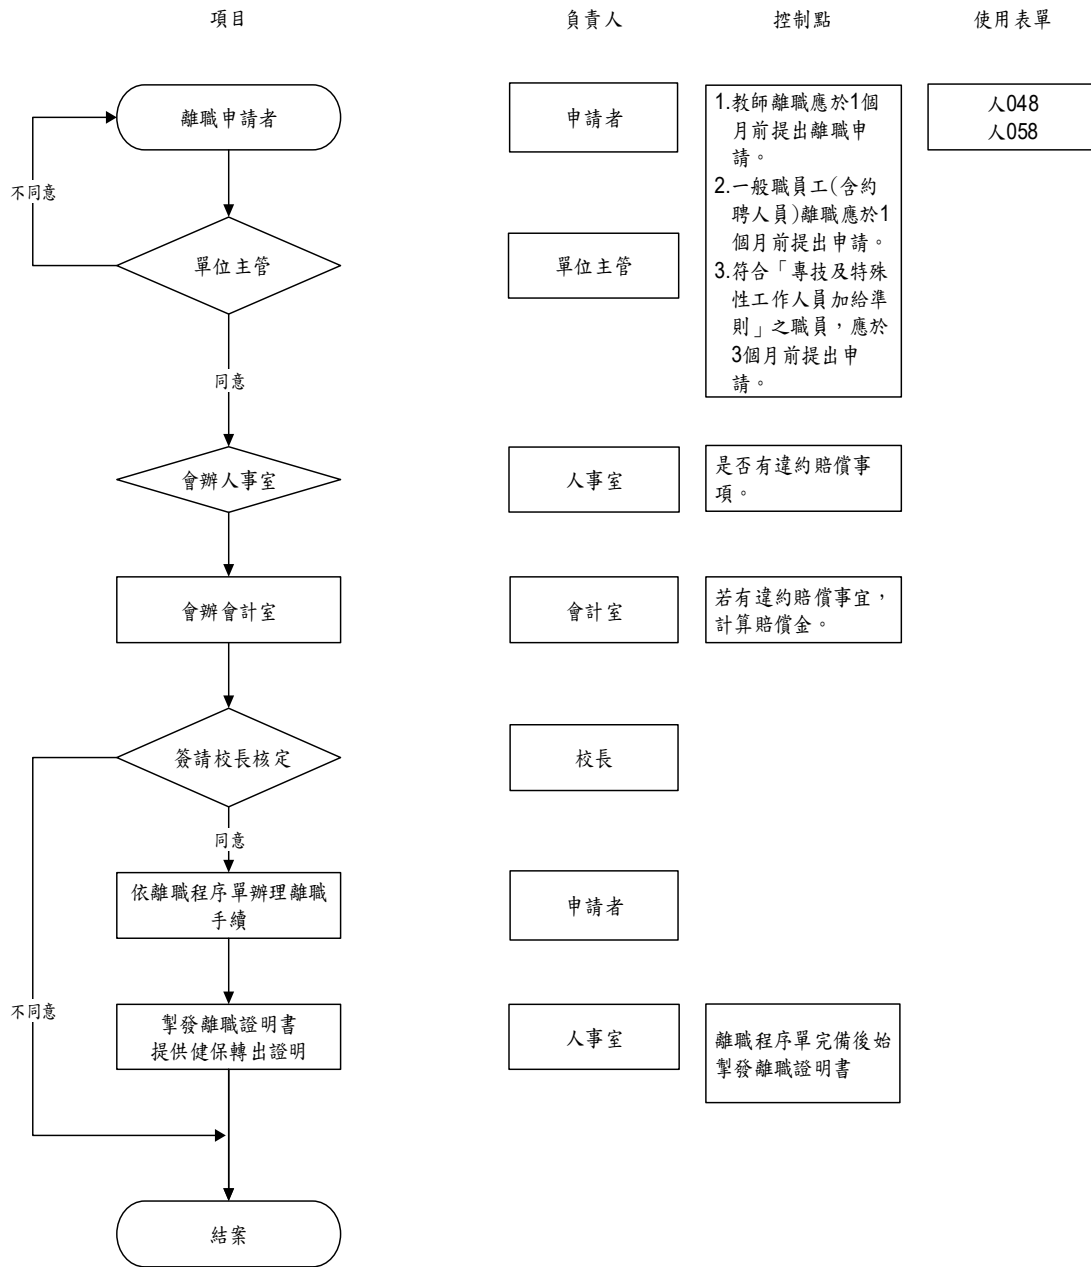 項目
負責人
控制點
使用表單
離職申請者
申請者
1.教師離職應於1個
月前提出離職申
請。
2.一般職員工(含約
聘人員)離職應於1
個月前提出申請。
3.符合「專技及特殊
性工作人員加給準
則」之職員，應於
3個月前提出申
請。
人048
人058
不同意
單位主管
單位主管
同意
會辦人事室
人事室
是否有違約賠償事
項。
會辦會計室
會計室
若有違約賠償事宜，
計算賠償金。
簽請校長核定
校長
同意
依離職程序單辦理離職
手續
申請者
不同意
掣發離職證明書
提供健保轉出證明
人事室
離職程序單完備後始
掣發離職證明書
結案